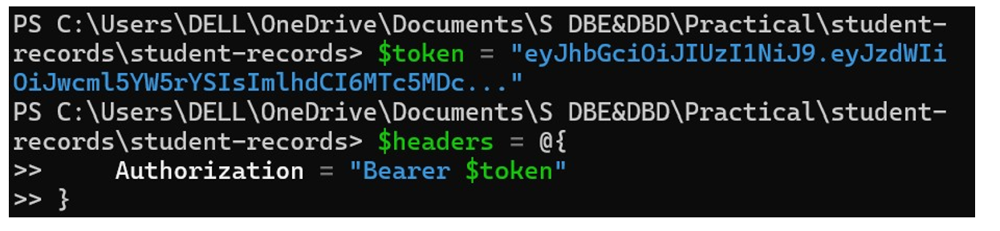 PS C:\Users\DELL\OneDrive\Documents\S DBE&DBD\Practical\student-
records\student-records> $token = "eyJhbGciOiJIUzI1NiJ9.eyJzdWIi
OiJwcml5YW5rYSIsImlhdCI6MTc5MDc..."
PS C:\Users\DELL\OneDrive\Documents\S DBE&DBD\Practical\student-
records\student-records> $headers = @{
>>     Authorization = "Bearer $token"
>> }